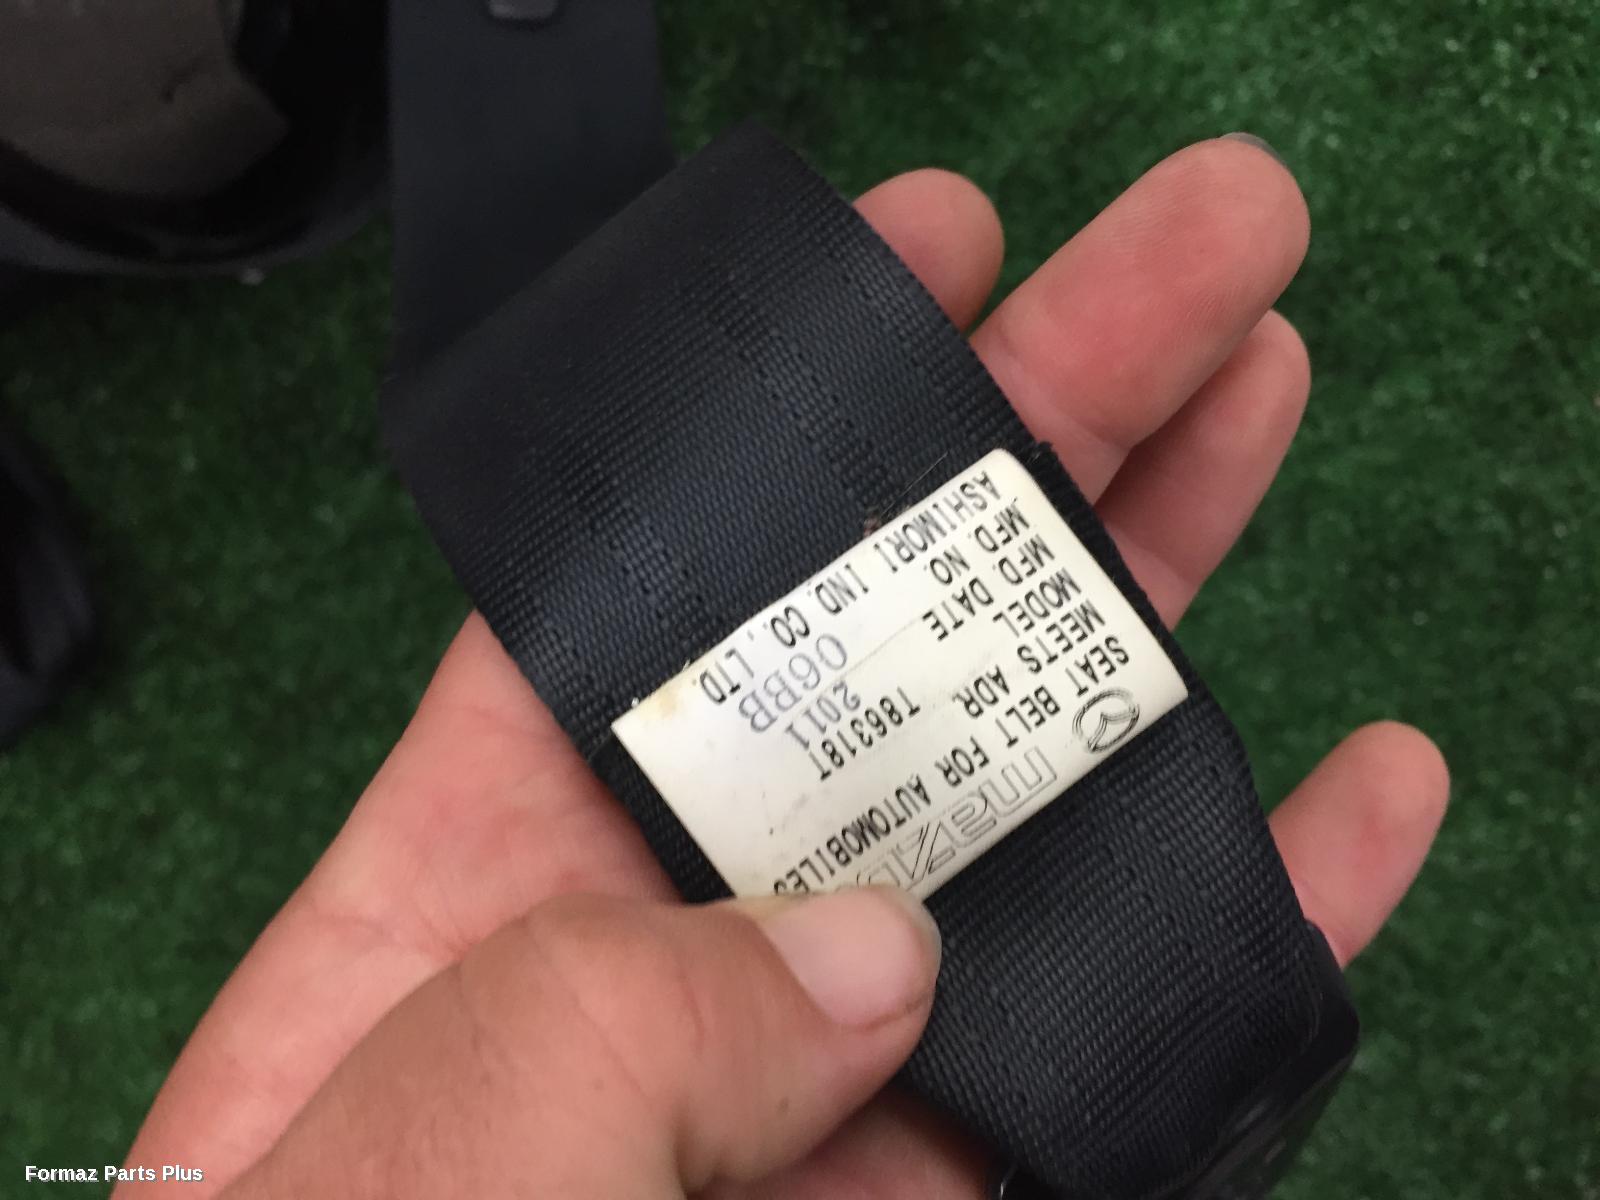 mazda
SEAT BELT FOR AUTOMOBILES
MEETS ADR.
MODEL T86318T
MFD. DATE 2011
MFD. NO. 06BB
ASHIMORI IND. CO., LTD.
Formaz Parts Plus